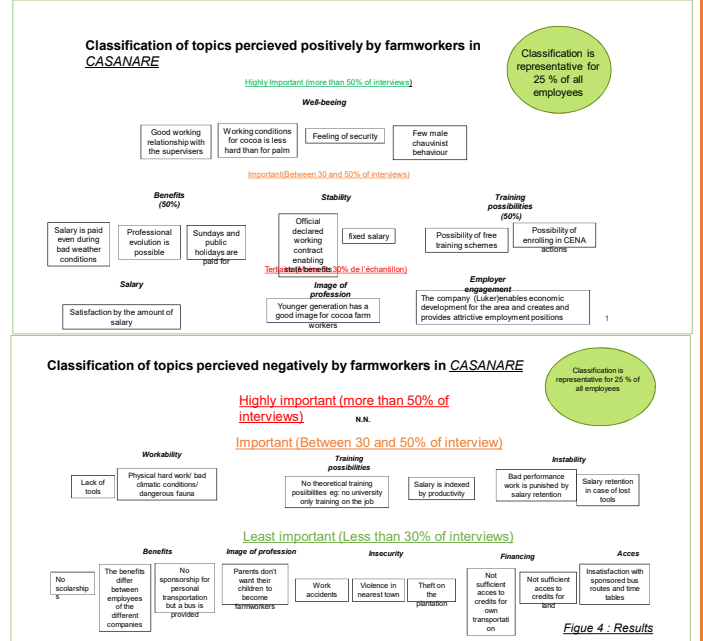 Classification of topics percieved positively by farmworkers in
CASANARE
Classification is
representative for
25 % of all
employees
Highly Important (more than 50% of interviews)
Well-beeing
Good working
relationship with
the supervisers
Working conditions
for cocoa is less
hard than for palm
Feeling of security
Few male
chauvinist
behaviour
Important(Between 30 and 50% of interviews)
Benefits
(50%)
Stability
Training
possibilities
(50%)
Salary is paid
even during
bad weather
conditions
Professional
evolution is
possible
Sundays and
public
holidays are
paid for
Official
declared
working
contract
enabling
state benefits
fixed salary
Possibility of free
training schemes
Possibility of
enrolling in CENA
actions
30% de l'échantillon)
Salary
Image of
profession
Employer
engagement
Satisfaction by the amount of
salary
Younger generation has a
good image for cocoa farm
workers
The company (Luker)enables economic
development for the area and creates and
provides attrictive employment positions
1
Classification of topics percieved negatively by farmworkers in CASANARE
Classification is
representative for 25 % of
all employees
Highly important (more than 50% of
interviews)
N.N.
Important (Between 30 and 50% of interview)
Workability
Training
possibilities
Instability
Lack of
tools
Physical hard work/ bad
climatic conditions/
dangerous fauna
No theoretical training
posiibilities eg: no university
only training on the job
Salary is indexed
by productivity
Bad performance
work is punished by
salary retention
Salary retention
in case of lost
tools
Least important (Less than 30% of interviews)
Benefits
Image of profession
Insecurity
Financing
Acces
No
scolarship
s
The benefits
differ
between
employees
of the
different
companies
No
sponsorship for
personal
transportation
but a bus is
provided
Parents don't
want their
children to
become
farmworkers
Work
accidents
Violence in
nearest town
Theft on
the
plantation
Not
sufficient
acces to
credits for
own
transportati
on
Not sufficient
acces to
credits for
land
Insatisfaction with
sponsored bus
routes and time
tables
Figue 4 : Results